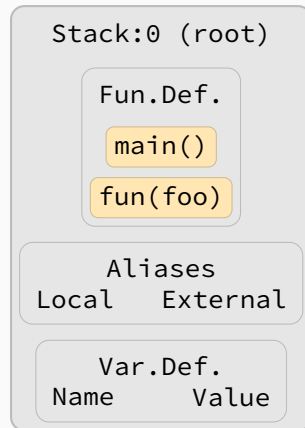 Stack:0 (root)
Fun.Def.
main()
fun(foo)
Aliases
Local External
Var.Def.
Name Value